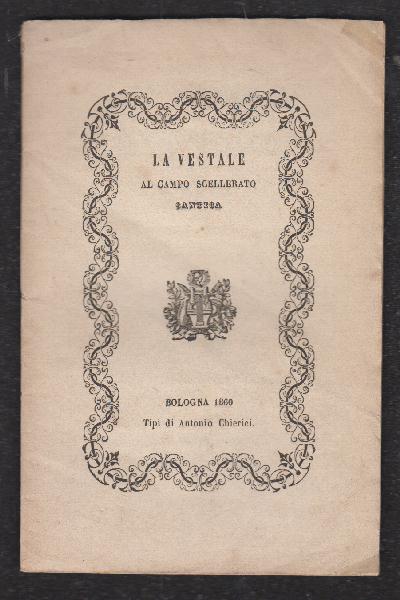 LA VESTALE
AL CAMPO SCELLERATO
CANTICA
BOLOGNA 1860
Tipi di Antonio Chierici.